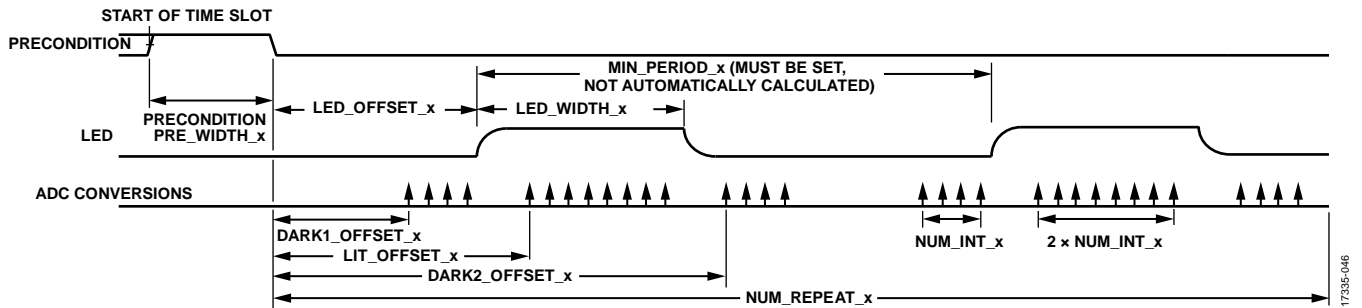 START OF TIME SLOT
PRECONDITION
MIN_PERIOD_x (MUST BE SET,
NOT AUTOMATICALLY CALCULATED)
LED_OFFSET_x
LED_WIDTH_x
PRECONDITION
PRE_WIDTH_x
LED
ADC CONVERSIONS
DARK1_OFFSET_x
NUM_INT_x
2 × NUM_INT_x
LIT_OFFSET_x
DARK2_OFFSET_x
NUM_REPEAT_x
17335-046